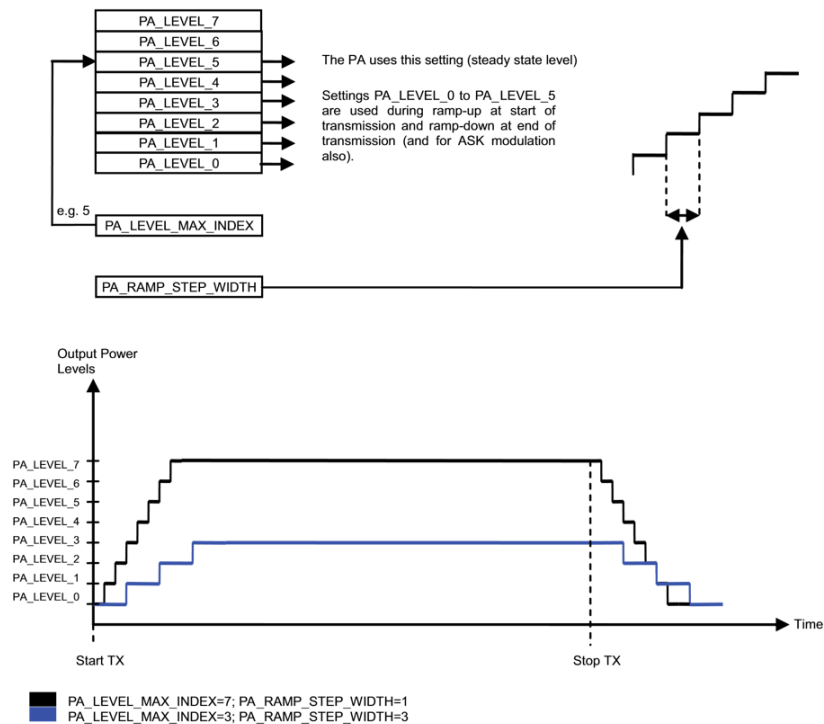 PA_LEVEL_7
PA_LEVEL_6
PA_LEVEL_5
PA_LEVEL_4
PA_LEVEL_3
PA_LEVEL_2
PA_LEVEL_1
PA_LEVEL_0
The PA uses this setting (steady state level)
Settings PA_LEVEL_0 to PA_LEVEL_5
are used during ramp-up at start of
transmission and ramp-down at end of
transmission (and for ASK modulation
also).
e.g. 5
PA_LEVEL_MAX_INDEX
PA_RAMP_STEP_WIDTH
Output Power
Levels
PA_LEVEL_7
PA_LEVEL_6
PA_LEVEL_5
PA_LEVEL_4
PA_LEVEL_3
PA_LEVEL_2
PA_LEVEL_1
PA_LEVEL_0
Time
Start TX
Stop TX
PA_LEVEL_MAX_INDEX=7; PA_RAMP_STEP_WIDTH=1
PA_LEVEL_MAX_INDEX=3; PA_RAMP_STEP_WIDTH=3